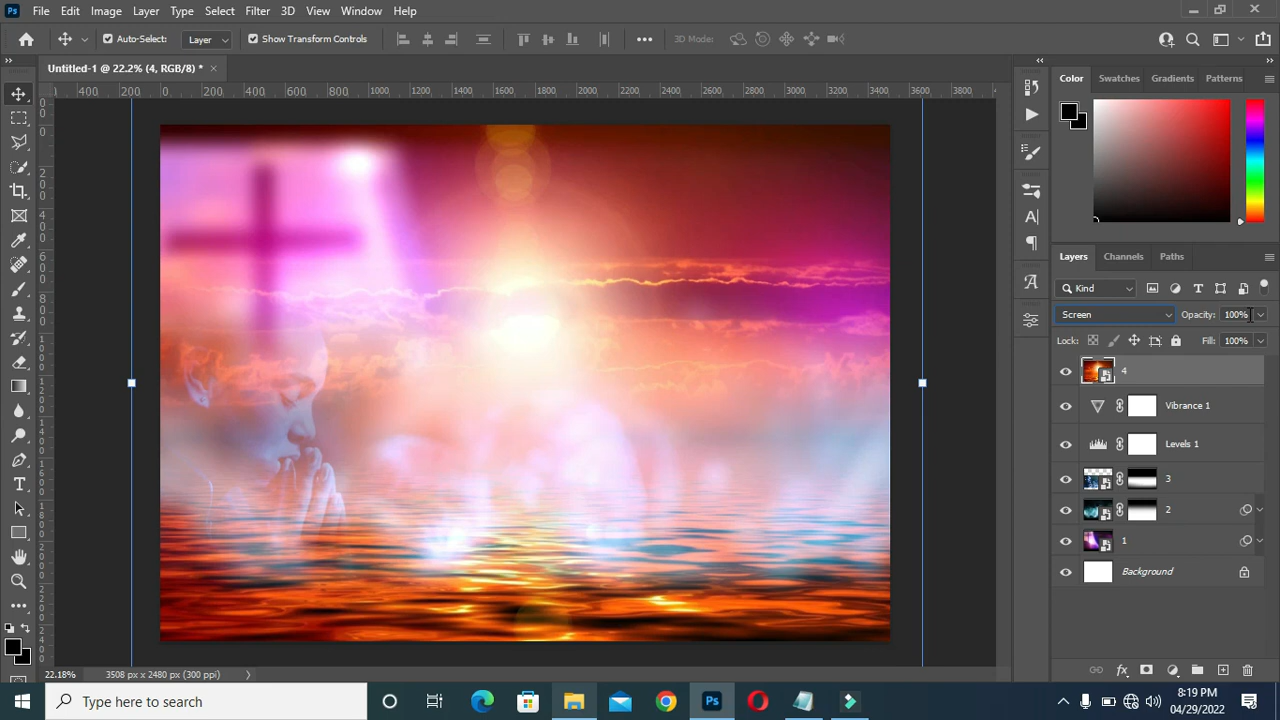 Ps File Edit Image Layer Type Select Filter 3D View Window Help
Auto-Select: Layer Show Transform Controls 3D Mode:
Untitled-1 @ 22.2% (4, RGB/8) * ×
400 200 0 200 400 600 800 1000 1200 1400 1600 1800 2000 2200 2400 2600 2800 3000 3200 3400 3600 3800
Color Swatches Gradients Patterns
Layers Channels Paths
Kind
Screen Opacity: 100%
Lock: Fill: 100%
4
Vibrance 1
Levels 1
3
2
1
Background
22.18% 3508 px x 2480 px (300 ppi)
Type here to search
Ps
8:19 PM
04/29/2022